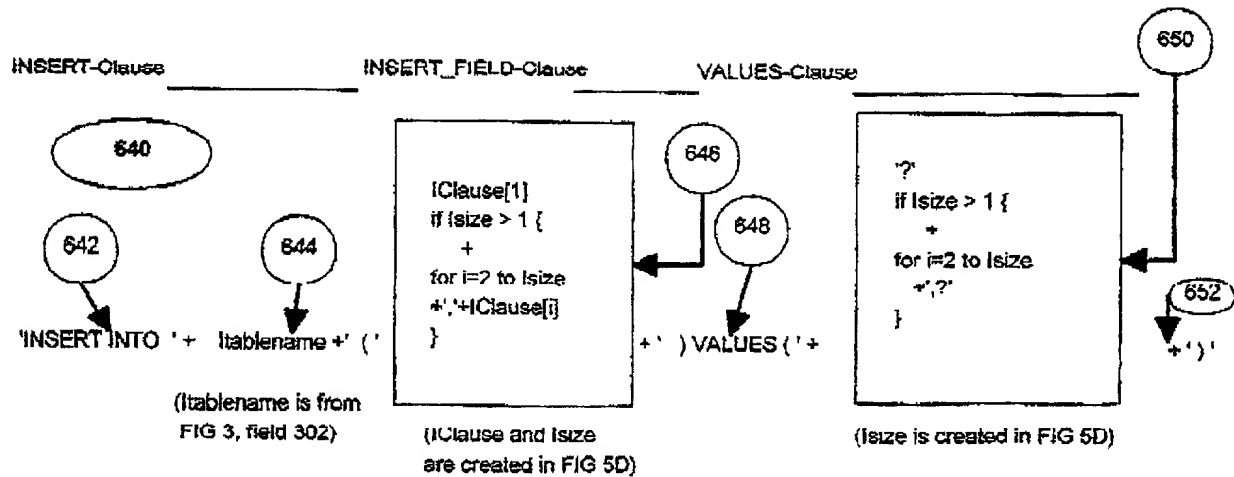 650
INSERT-Clause INSERT_FIELD-Clause VALUES-Clause
640
646
IClause[1]
if Isize > 1 {
+
for i=2 to Isize
+','+IClause[i]
}
'?'
if Isize > 1 {
+
for i=2 to Isize
+',?'
}
642
644
648
652
'INSERT INTO ' + Itablename +' ( ' + ' ) VALUES ( ' + + ' ) '
(Itablename is from
FIG 3, field 302)
(IClause and Isize
are created in FIG 5D)
(Isize is created in FIG 5D)